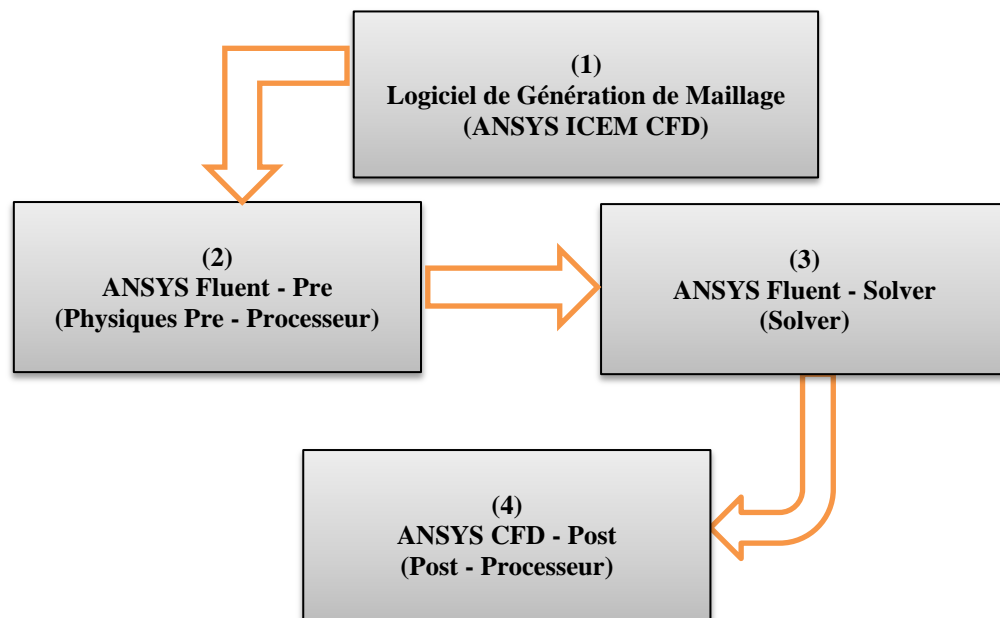 (1)
Logiciel de Génération de Maillage
(ANSYS ICEM CFD)
(2)
ANSYS Fluent - Pre
(Physiques Pre - Processeur)
(3)
ANSYS Fluent - Solver
(Solver)
(4)
ANSYS CFD - Post
(Post - Processeur)